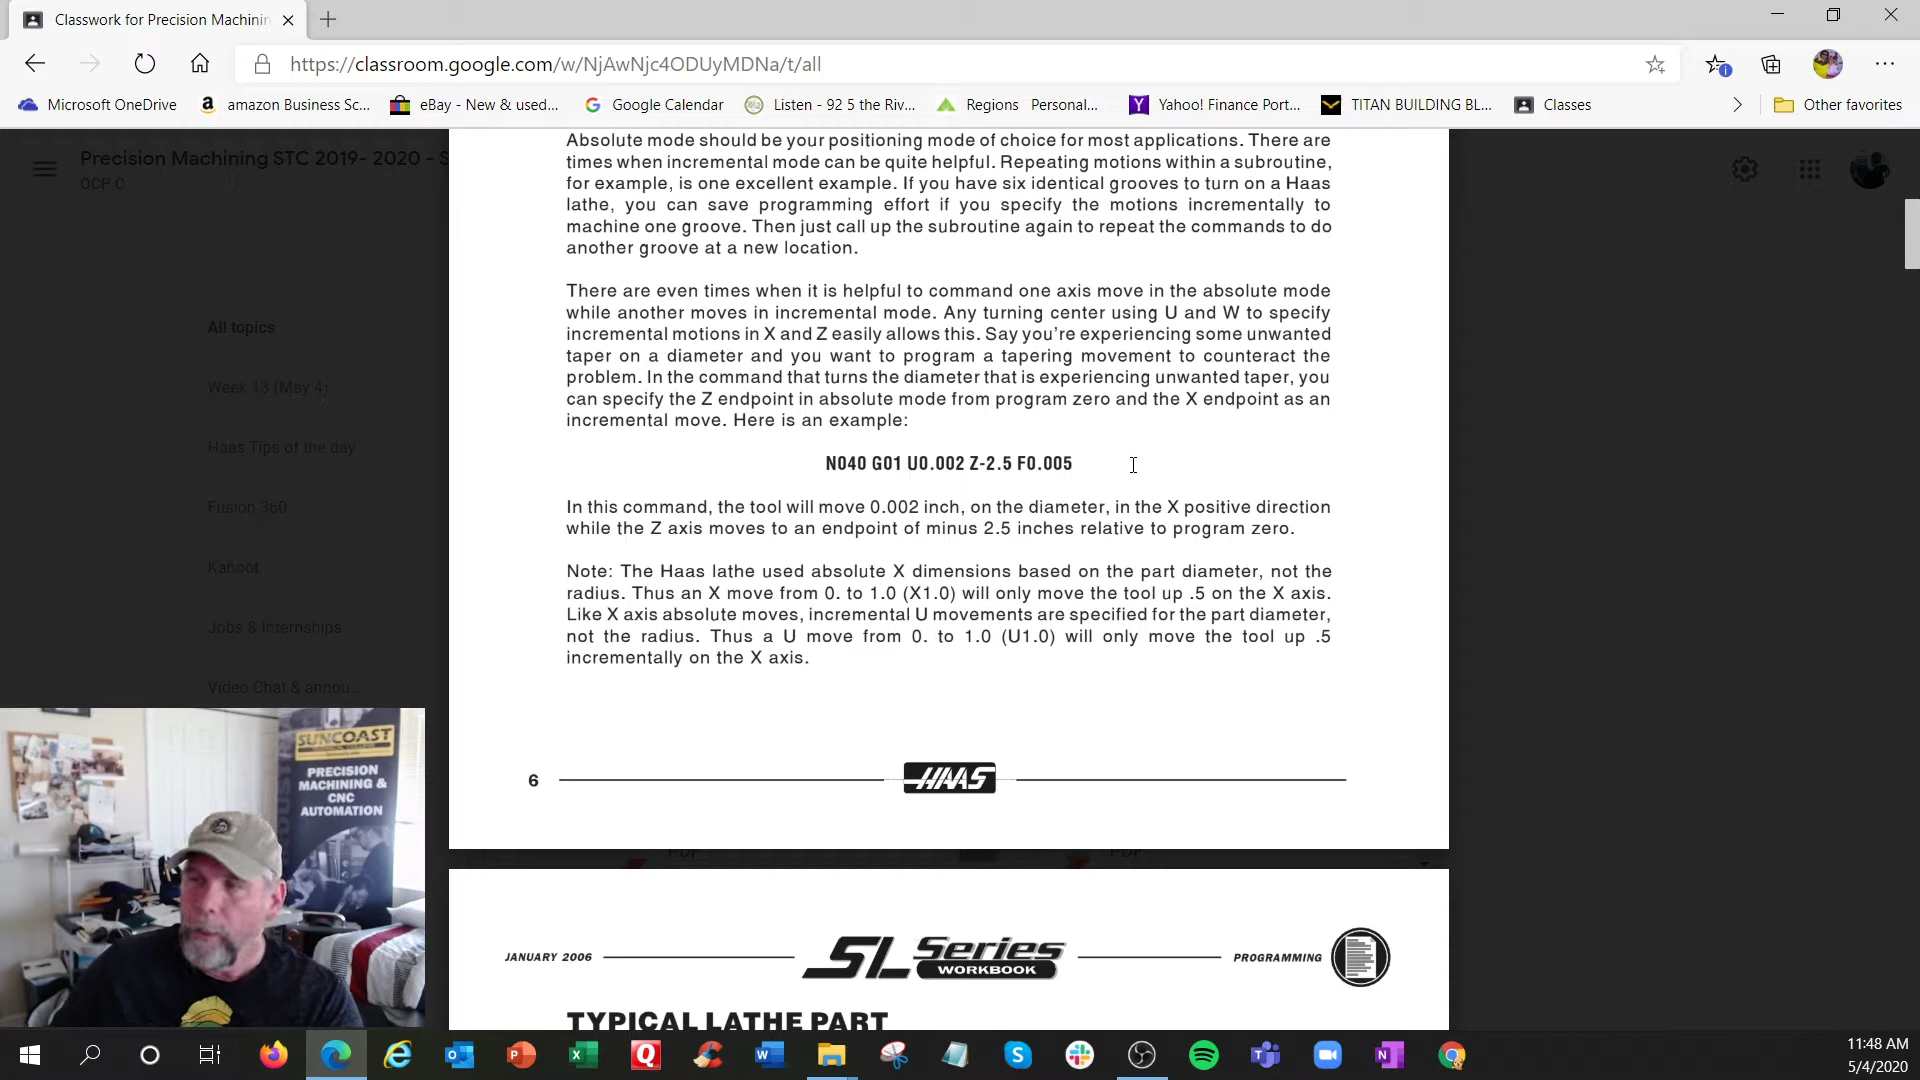 Classwork for Precision Machinin
https://classroom.google.com/w/NjAwNjc4ODUyMDNa/t/all
Microsoft OneDrive
amazon Business Sc...
eBay - New & used...
Google Calendar
Listen - 92 5 the Riv...
Regions Personal...
Yahoo! Finance Port...
TITAN BUILDING BL...
Classes
Other favorites
Precision Machining STC 2019- 2020 - S
OCP C
All topics
Week 13 (May 4)
Haas Tips of the day
Fusion 360
Kahoot
Jobs & Internships
Video Chat & annou...
Absolute mode should be your positioning mode of choice for most applications. There are
times when incremental mode can be quite helpful. Repeating motions within a subroutine,
for example, is one excellent example. If you have six identical grooves to turn on a Haas
lathe, you can save programming effort if you specify the motions incrementally to
machine one groove. Then just call up the subroutine again to repeat the commands to do
another groove at a new location.
There are even times when it is helpful to command one axis move in the absolute mode
while another moves in incremental mode. Any turning center using U and W to specify
incremental motions in X and Z easily allows this. Say you're experiencing some unwanted
taper on a diameter and you want to program a tapering movement to counteract the
problem. In the command that turns the diameter that is experiencing unwanted taper, you
can specify the Z endpoint in absolute mode from program zero and the X endpoint as an
incremental move. Here is an example:
N040 G01 U0.002 Z-2.5 F0.005
In this command, the tool will move 0.002 inch, on the diameter, in the X positive direction
while the Z axis moves to an endpoint of minus 2.5 inches relative to program zero.
Note: The Haas lathe used absolute X dimensions based on the part diameter, not the
radius. Thus an X move from 0. to 1.0 (X1.0) will only move the tool up .5 on the X axis.
Like X axis absolute moves, incremental U movements are specified for the part diameter,
not the radius. Thus a U move from 0. to 1.0 (U1.0) will only move the tool up .5
incrementally on the X axis.
6
HAAS
PDF
PDF
JANUARY 2006
SL Series
WORKBOOK
PROGRAMMING
TYPICAL LATHE PART
SUNCOAST
PRECISION
MACHINING &
CNC
AUTOMATION
11:48 AM
5/4/2020